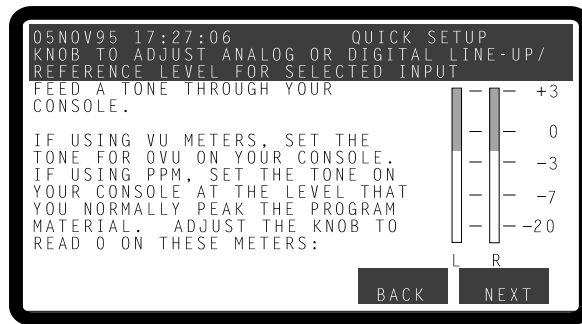 05NOV95 17:27:06 QUICK SETUP
KNOB TO ADJUST ANALOG OR DIGITAL LINE-UP/
REFERENCE LEVEL FOR SELECTED INPUT
FEED A TONE THROUGH YOUR
CONSOLE.
IF USING VU METERS, SET THE
TONE FOR 0VU ON YOUR CONSOLE.
IF USING PPM, SET THE TONE ON
YOUR CONSOLE AT THE LEVEL THAT
YOU NORMALLY PEAK THE PROGRAM
MATERIAL. ADJUST THE KNOB TO
READ 0 ON THESE METERS:
+3
0
-3
-7
-20
L R
BACK NEXT